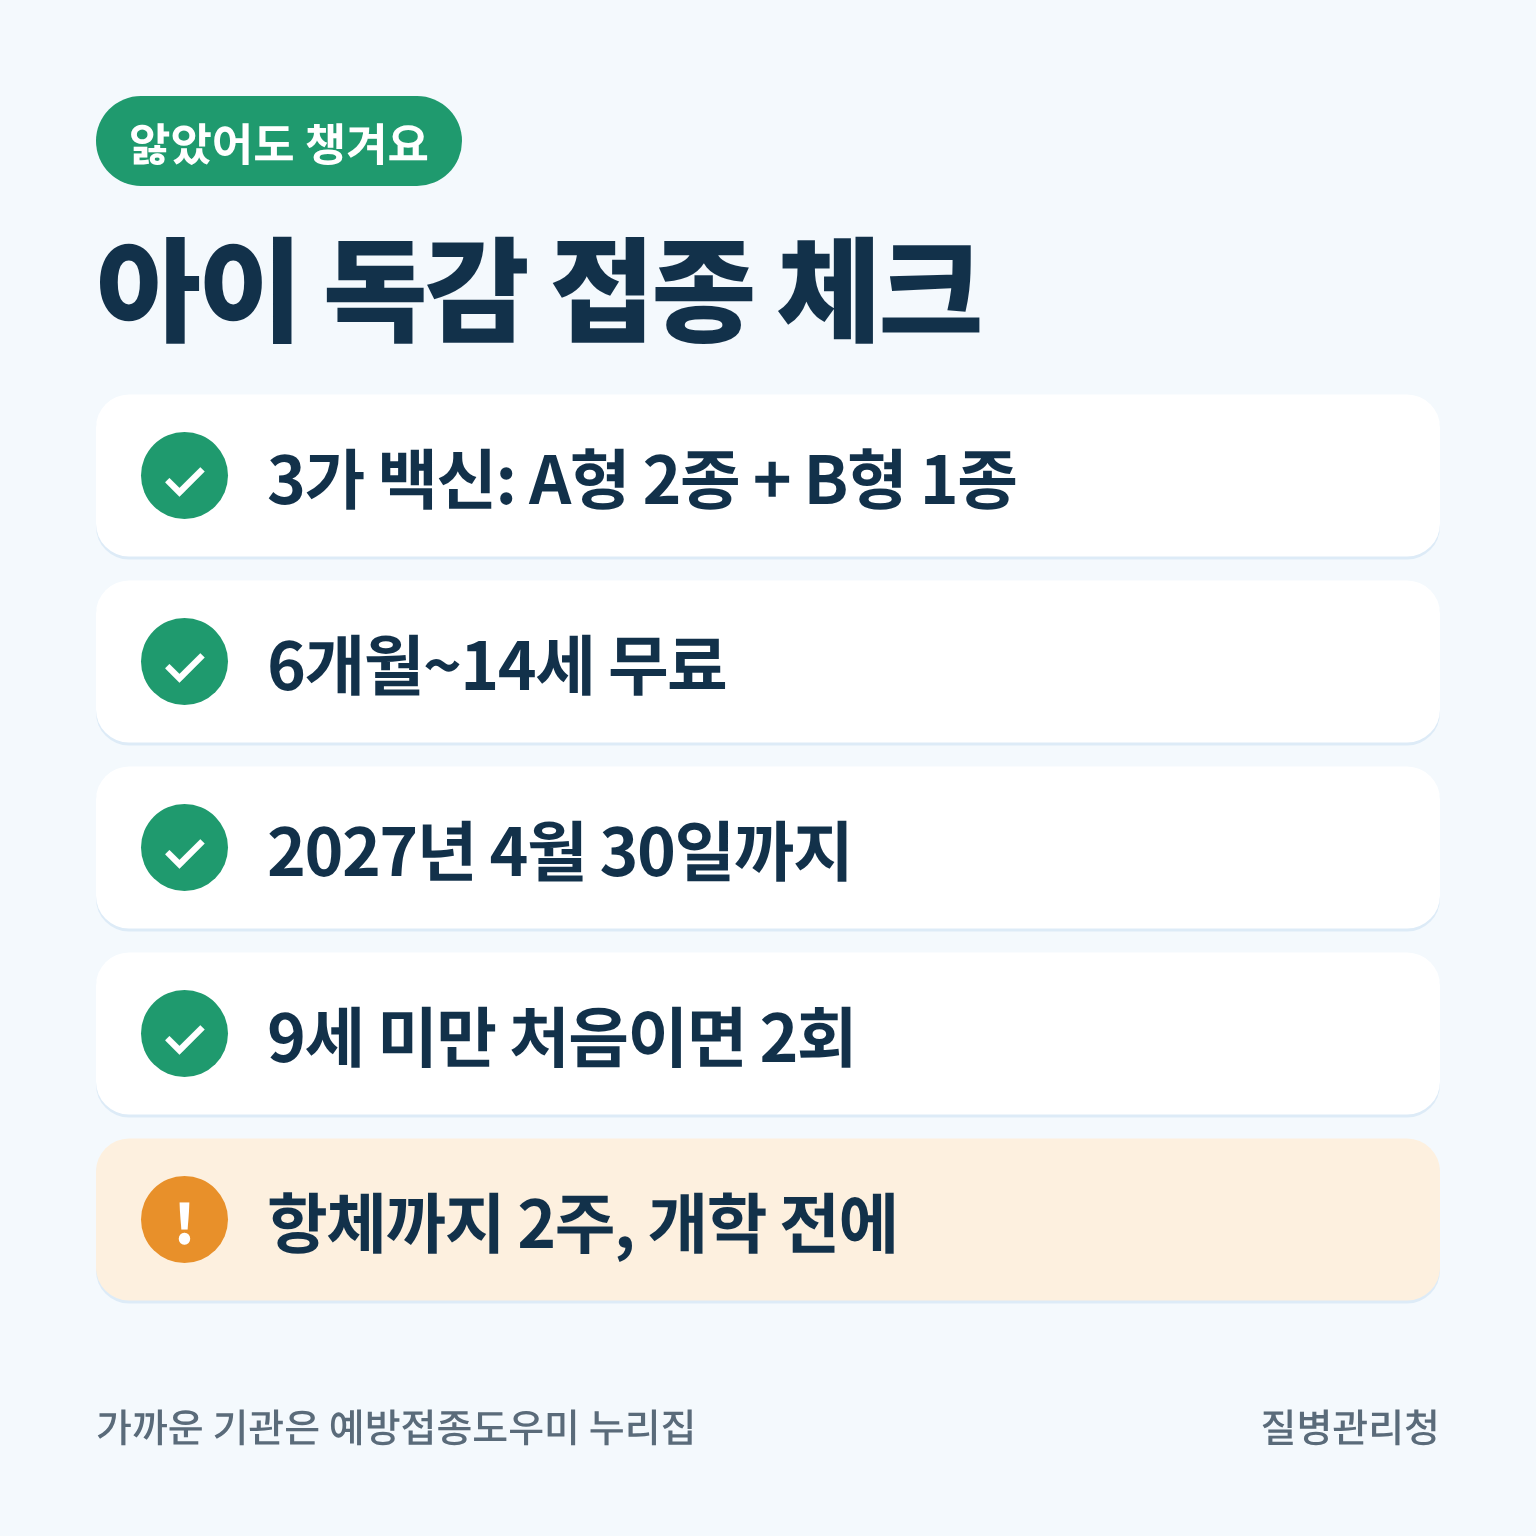 앓았어도 챙겨요
아이 독감 접종 체크
3가 백신: A형 2종 + B형 1종
6개월~14세 무료
2027년 4월 30일까지
9세 미만 처음이면 2회
! 항체까지 2주, 개학 전에
가까운 기관은 예방접종도우미 누리집
질병관리청